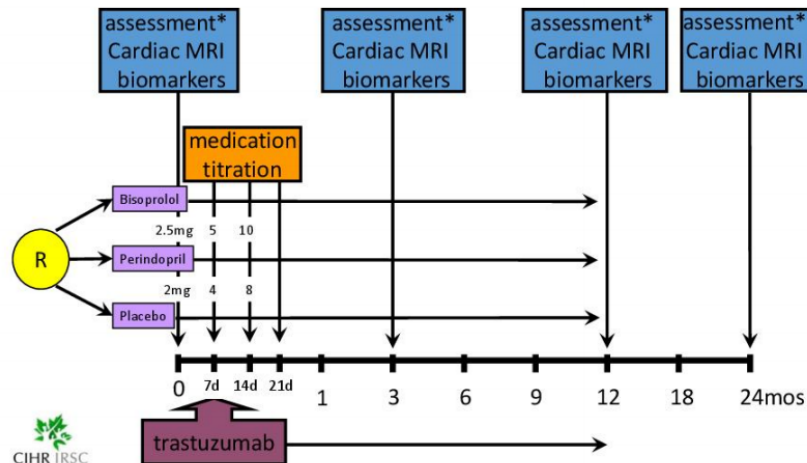 assessment*
Cardiac MRI
biomarkers
assessment*
Cardiac MRI
biomarkers
assessment*
Cardiac MRI
biomarkers
assessment*
Cardiac MRI
biomarkers
medication
titration
Bisoprolol
2.5mg 5 10
R
Perindopril
2mg 4 8
Placebo
0 7d 14d 21d 1 3 6 9 12 18 24mos
trastuzumab
CIHR IRSC